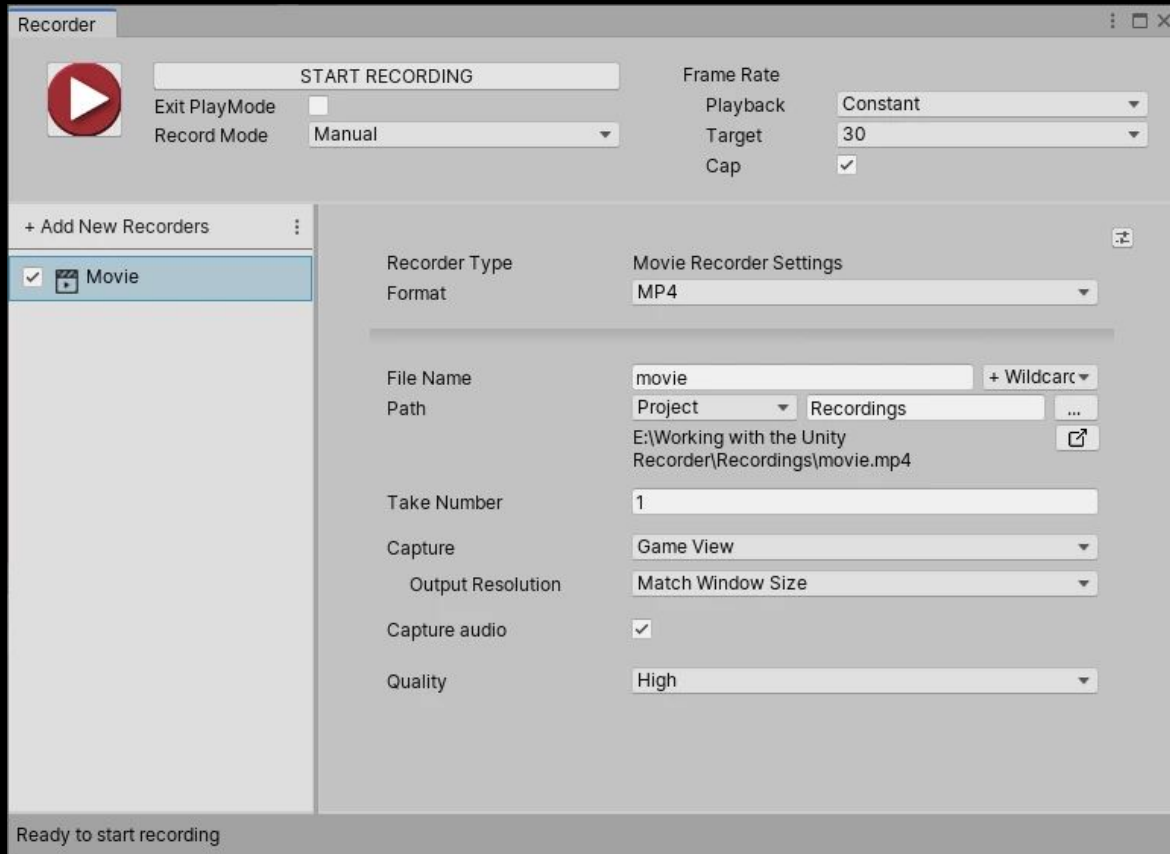 Recorder
START RECORDING
Exit PlayMode
Record Mode Manual
Frame Rate
Playback Constant
Target 30
Cap
+ Add New Recorders
Movie
Recorder Type Movie Recorder Settings
Format MP4
File Name movie + Wildcarc
Path Project Recordings ...
E:\Working with the Unity
Recorder\Recordings\movie.mp4
Take Number 1
Capture Game View
Output Resolution Match Window Size
Capture audio
Quality High
Ready to start recording